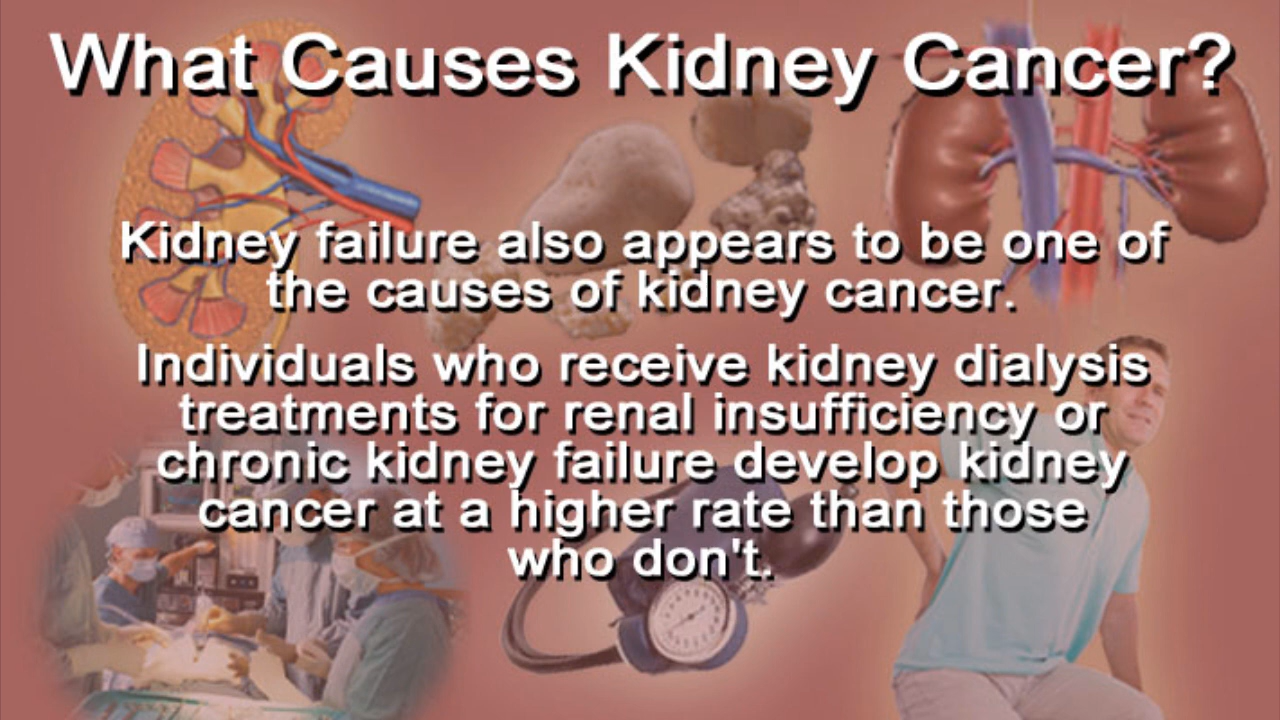 What Causes Kidney Cancer?
Kidney failure also appears to be one of
the causes of kidney cancer.
Individuals who receive kidney dialysis
treatments for renal insufficiency or
chronic kidney failure develop kidney
cancer at a higher rate than those
who don't.